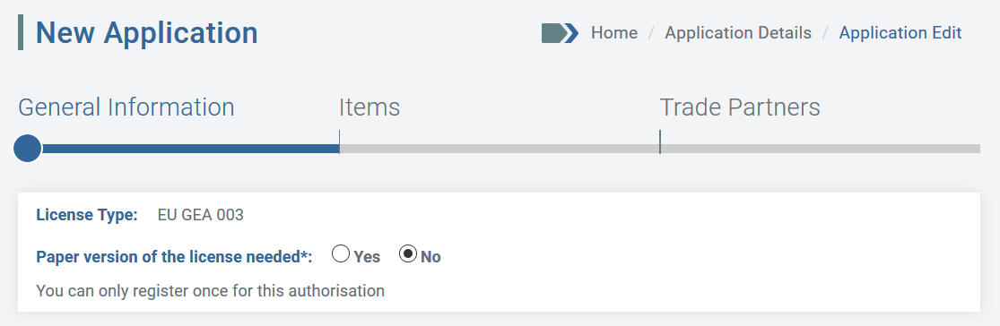 New Application
Home / Application Details / Application Edit
General Information Items Trade Partners
License Type: EU GEA 003
Paper version of the license needed*: Yes No
You can only register once for this authorisation